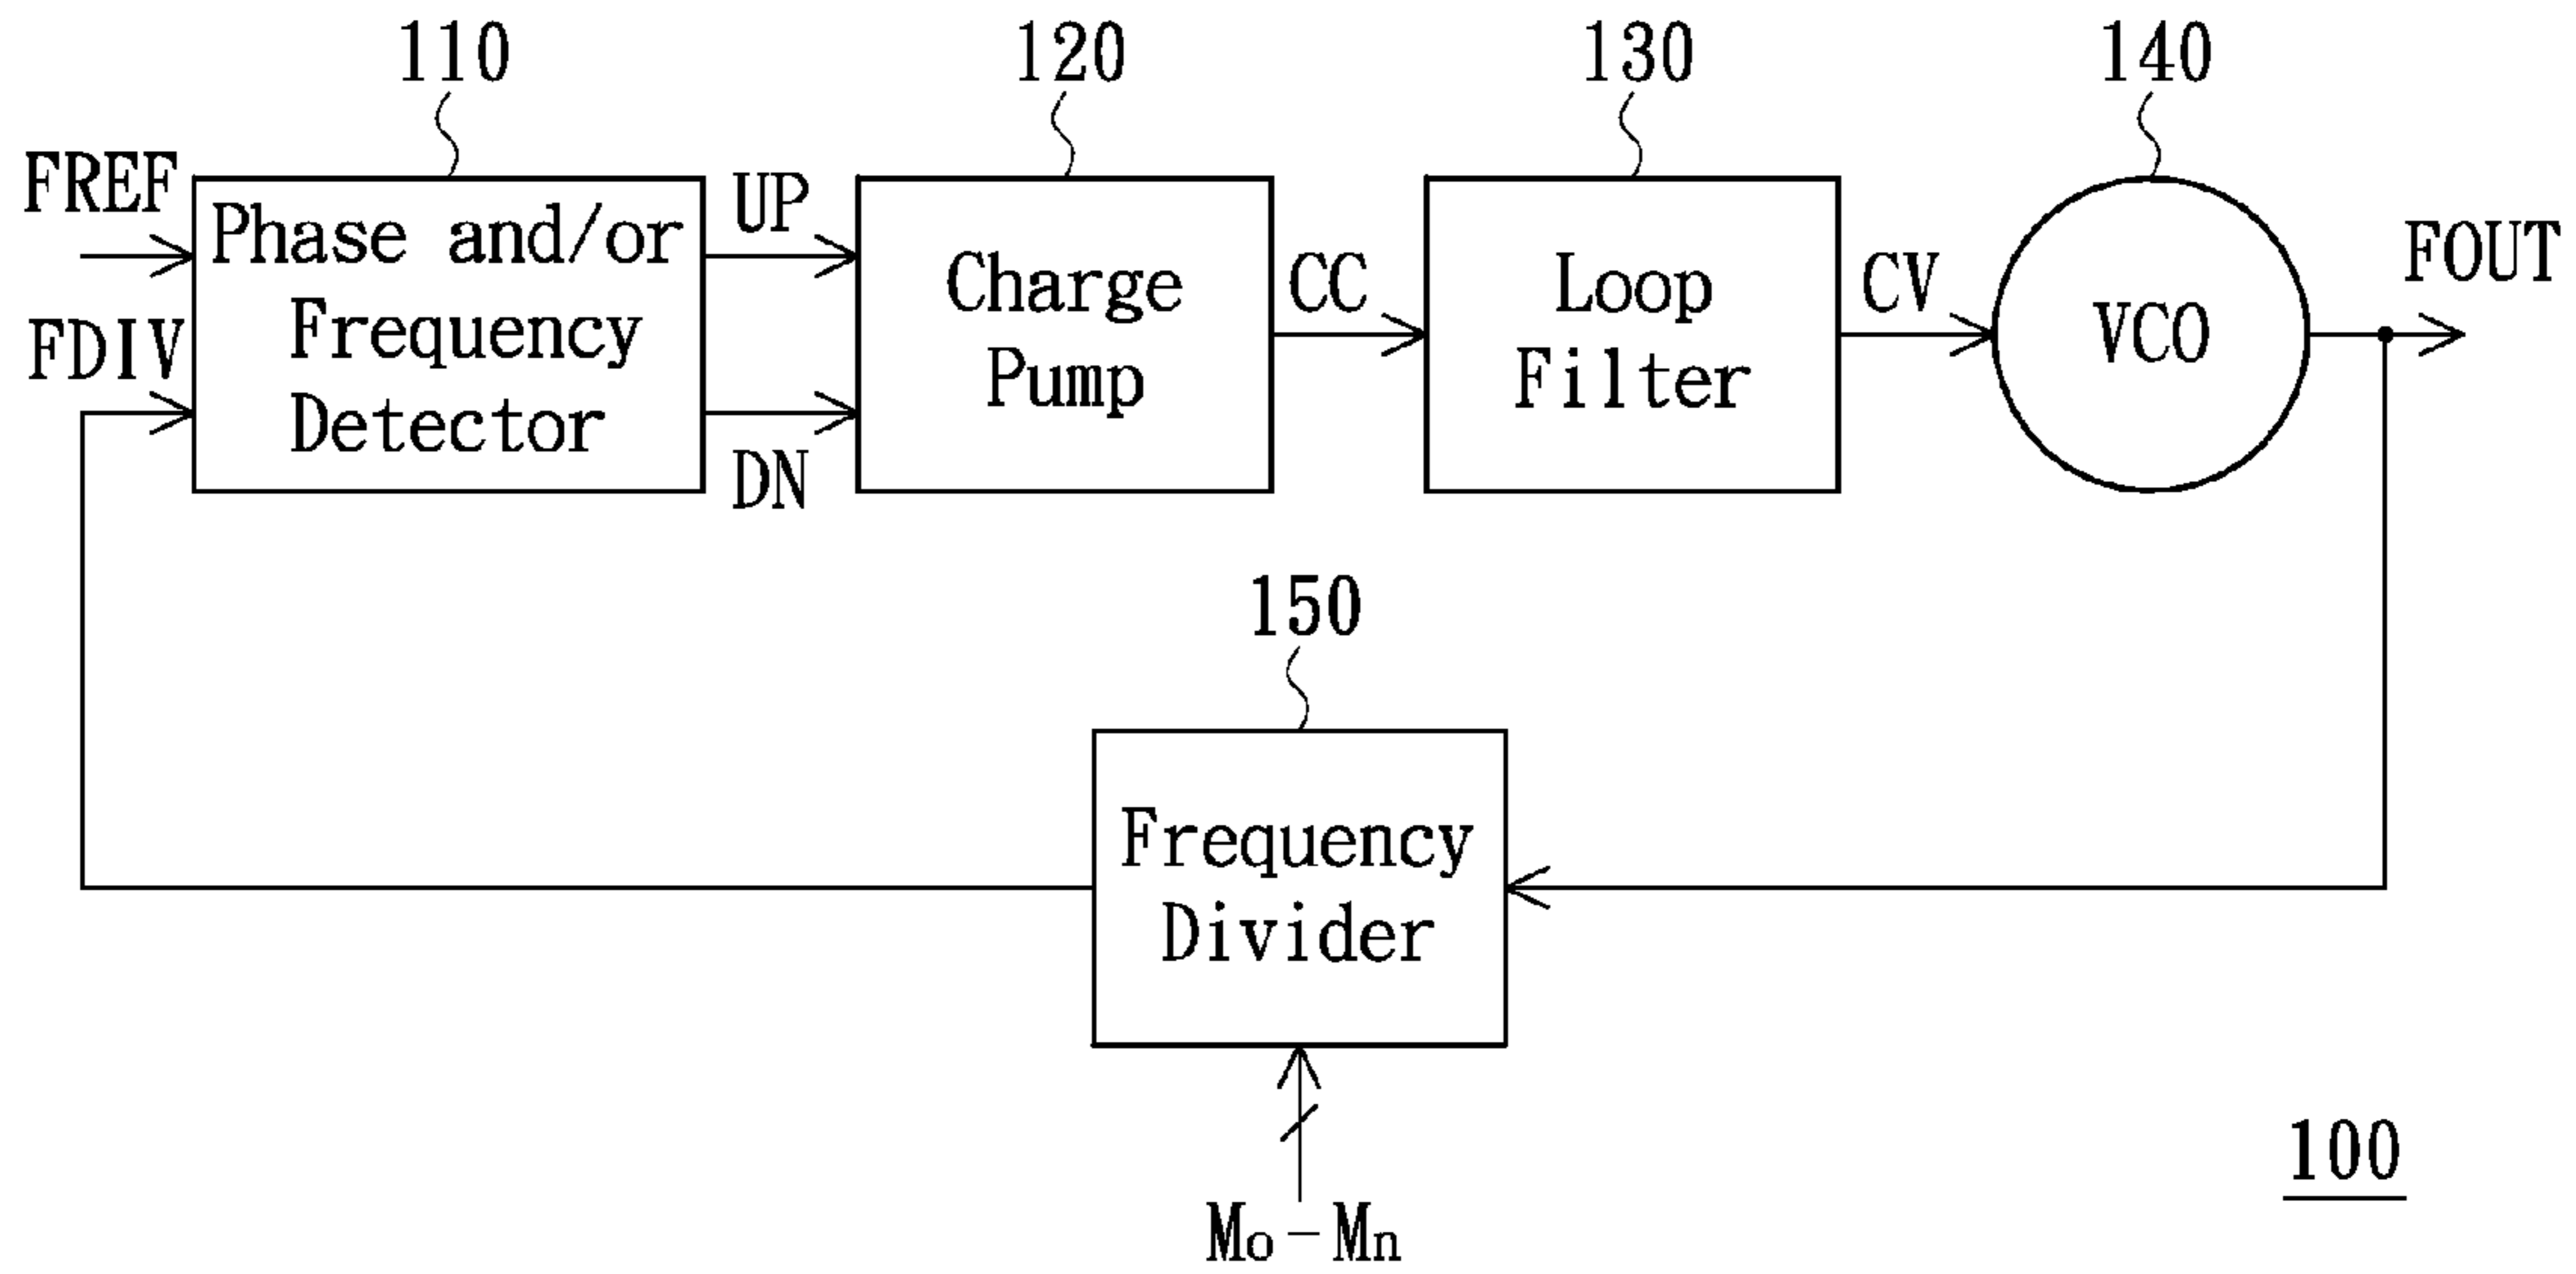 110
120
130
140
FREF
FDIV
Phase and/or
Frequency
Detector
UP
DN
Charge
Pump
CC
Loop
Filter
CV
VCO
FOUT
150
Frequency
Divider
Mo-Mn
100